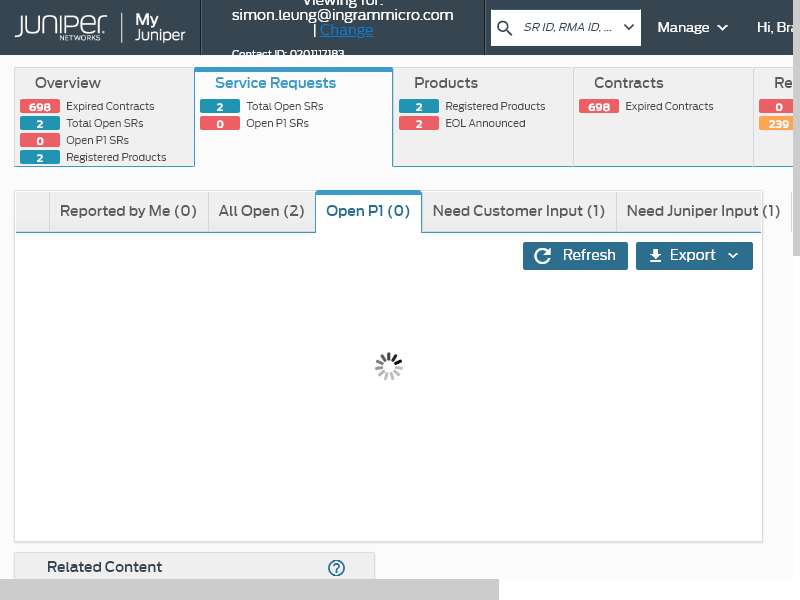 JUNIPER NETWORKS
My Juniper
Viewing for:
simon.leung@ingrammicro.com
| Change
Contact ID: 0201117183
SR ID, RMA ID, ...
Manage
Hi, Bra
Overview
698 Expired Contracts
2 Total Open SRs
0 Open P1 SRs
2 Registered Products
Service Requests
2 Total Open SRs
0 Open P1 SRs
Products
2 Registered Products
2 EOL Announced
Contracts
698 Expired Contracts
Re
0
239
Reported by Me (0)
All Open (2)
Open P1 (0)
Need Customer Input (1)
Need Juniper Input (1)
Refresh
Export
Related Content
?